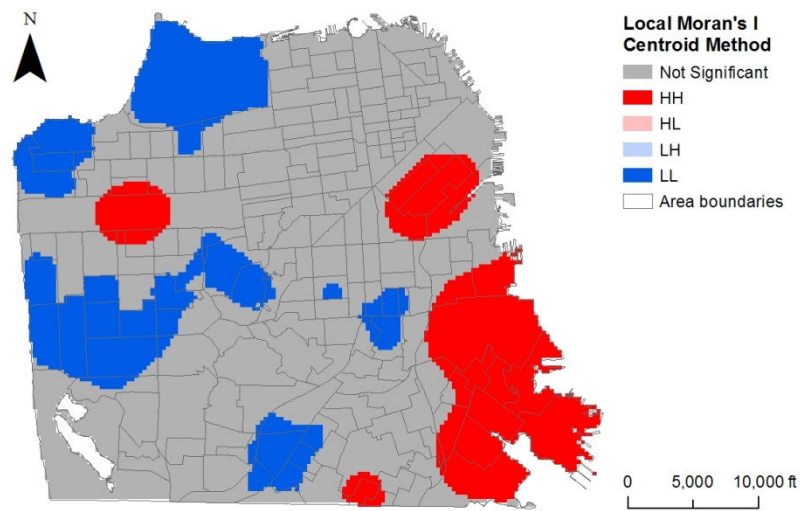 N
Local Moran's I
Centroid Method
Not Significant
HH
HL
LH
LL
Area boundaries
0 5,000 10,000 ft